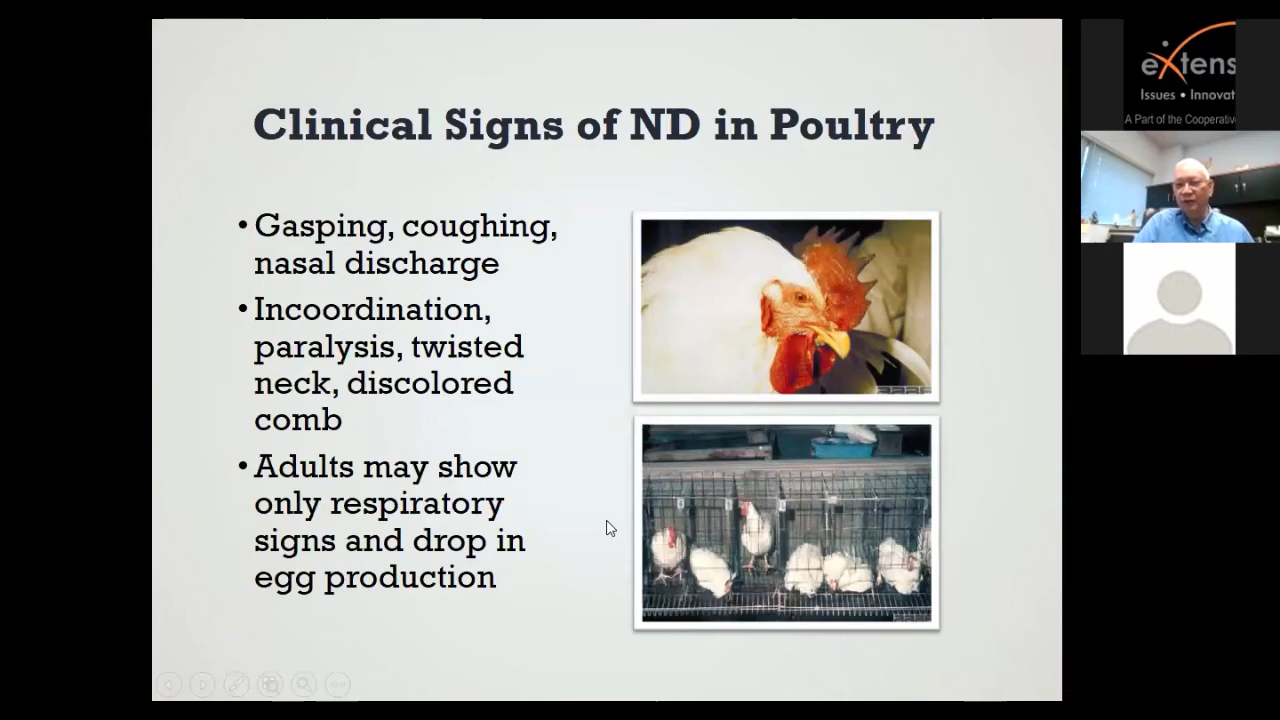 Clinical Signs of ND in Poultry
• Gasping, coughing,
nasal discharge
• Incoordination,
paralysis, twisted
neck, discolored
comb
• Adults may show
only respiratory
signs and drop in
egg production
eXtens
Issues • Innovat
A Part of the Cooperative